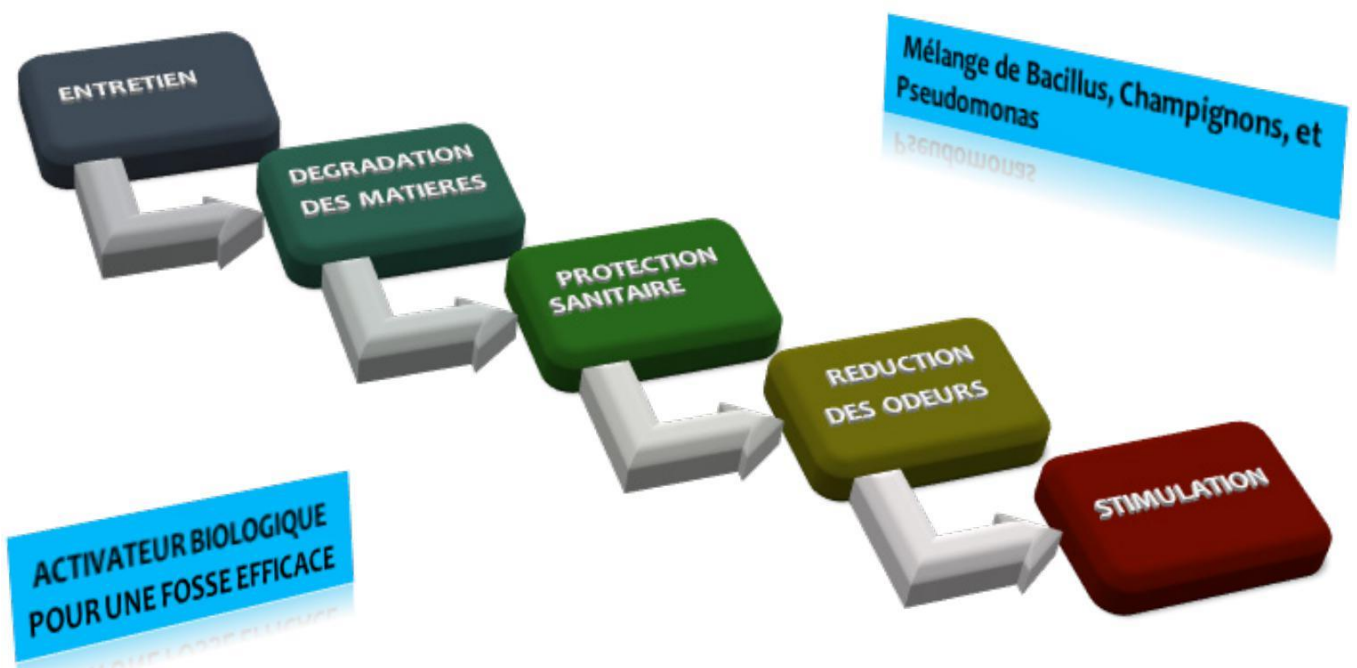 ENTRETIEN
Mélange de Bacillus, Champignons, et
Pseudomonas
DEGRADATION
DES MATIERES
PROTECTION
SANITAIRE
REDUCTION
DES ODEURS
STIMULATION
ACTIVATEUR BIOLOGIQUE
POUR UNE FOSSE EFFICACE